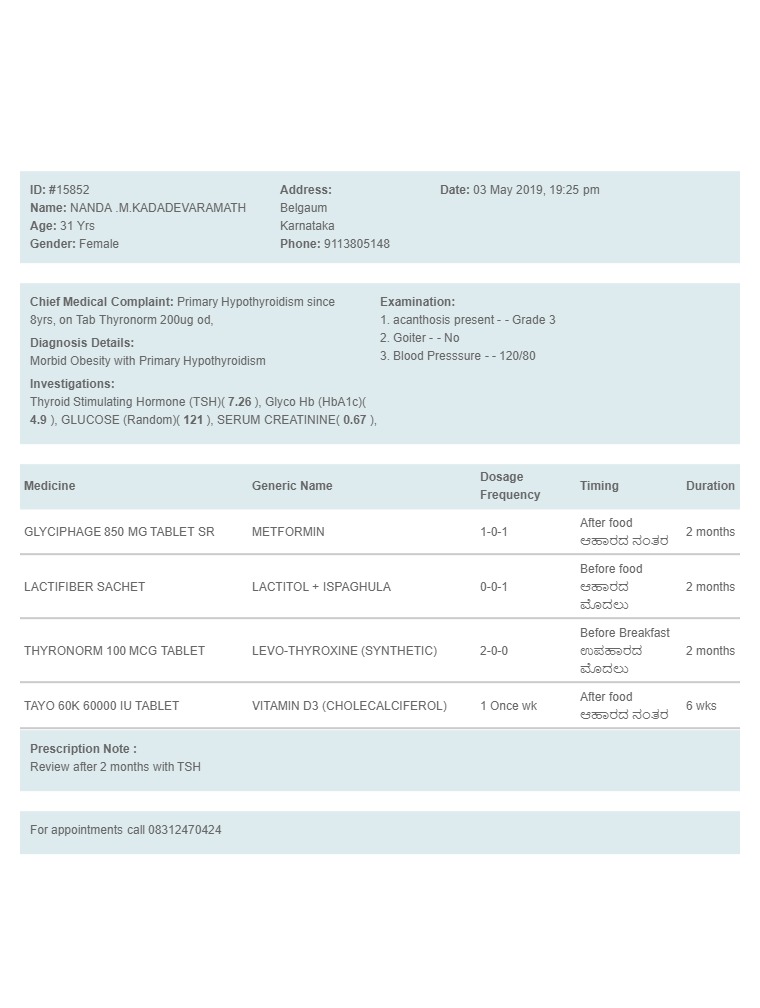 ID: #15852
Name: NANDA .M.KADADEVARAMATH
Age: 31 Yrs
Gender: Female
Address:
Belgaum
Karnataka
Phone: 9113805148
Date: 03 May 2019, 19:25 pm
Chief Medical Complaint: Primary Hypothyroidism since
8yrs, on Tab Thyronorm 200ug od,
Diagnosis Details:
Morbid Obesity with Primary Hypothyroidism
Investigations:
Thyroid Stimulating Hormone (TSH)( 7.26 ), Glyco Hb (HbA1c)(
4.9 ), GLUCOSE (Random)( 121 ), SERUM CREATININE( 0.67 ),
Examination:
1. acanthosis present - - Grade 3
2. Goiter - - No
3. Blood Presssure - - 120/80
Medicine Generic Name Dosage Frequency Timing Duration
GLYCIPHAGE 850 MG TABLET SR METFORMIN 1-0-1 After food ಆಹಾರದ ನಂತರ 2 months
LACTIFIBER SACHET LACTITOL + ISPAGHULA 0-0-1 Before food ಆಹಾರದ ಮೊದಲು 2 months
THYRONORM 100 MCG TABLET LEVO-THYROXINE (SYNTHETIC) 2-0-0 Before Breakfast ಉಪಹಾರದ ಮೊದಲು 2 months
TAYO 60K 60000 IU TABLET VITAMIN D3 (CHOLECALCIFEROL) 1 Once wk After food ಆಹಾರದ ನಂತರ 6 wks
Prescription Note :
Review after 2 months with TSH
For appointments call 08312470424